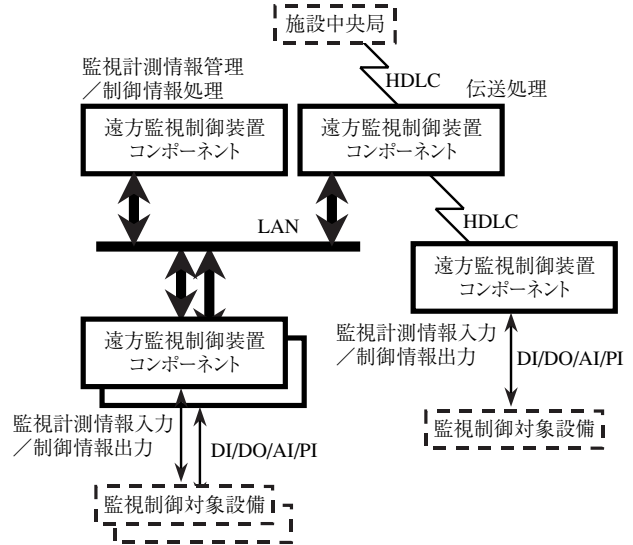 施設中央局
HDLC
監視計測情報管理
／制御情報処理
伝送処理
遠方監視制御装置
コンポーネント
遠方監視制御装置
コンポーネント
LAN
HDLC
遠方監視制御装置
コンポーネント
遠方監視制御装置
コンポーネント
監視計測情報入力
／制御情報出力
DI/DO/AI/PI
監視制御対象設備
監視計測情報入力
／制御情報出力
DI/DO/AI/PI
監視制御対象設備